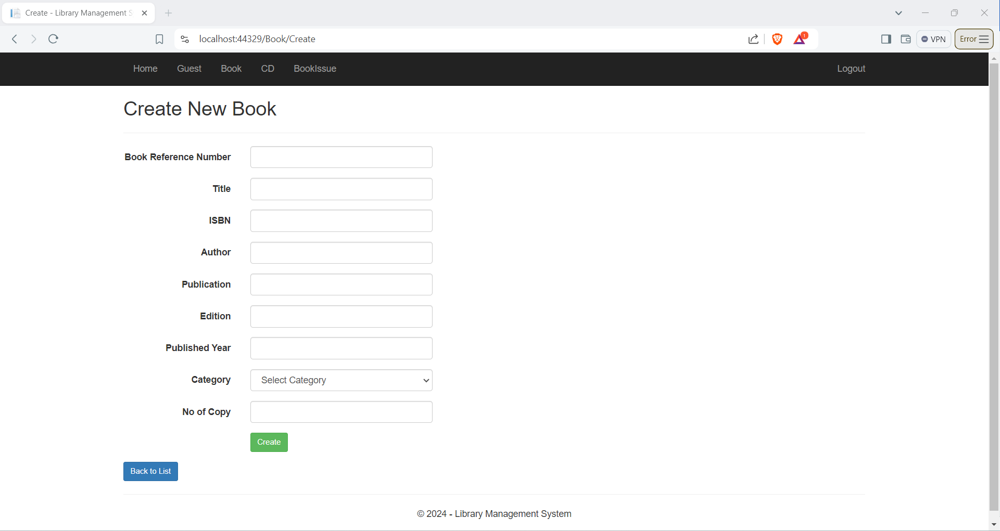 Create - Library Management S
localhost:44329/Book/Create
1
VPN
Error
Home Guest Book CD BookIssue Logout
Create New Book
Book Reference Number
Title
ISBN
Author
Publication
Edition
Published Year
Category Select Category
No of Copy
Create
Back to List
© 2024 - Library Management System